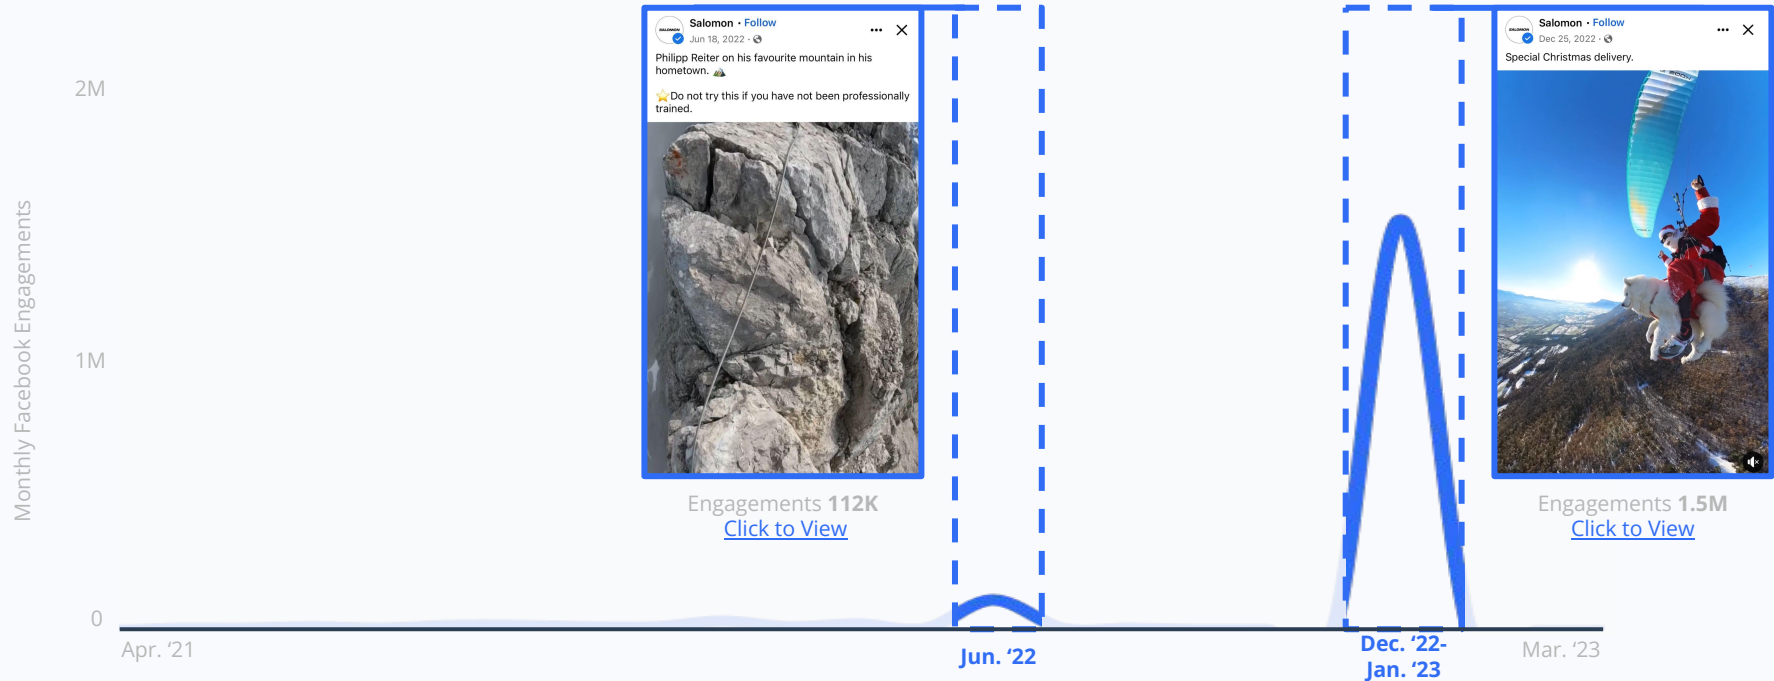 Salomon · Follow
Jun 18, 2022 ·
Philipp Reiter on his favourite mountain in his
hometown. ⛰️
⭐Do not try this if you have not been professionally
trained.
Engagements 112K
Click to View
Salomon · Follow
Dec 25, 2022 ·
Special Christmas delivery.
Engagements 1.5M
Click to View
Monthly Facebook Engagements
2M
1M
0
Apr. ‘21
Jun. ‘22
Dec. ‘22-
Jan. ‘23
Mar. ‘23